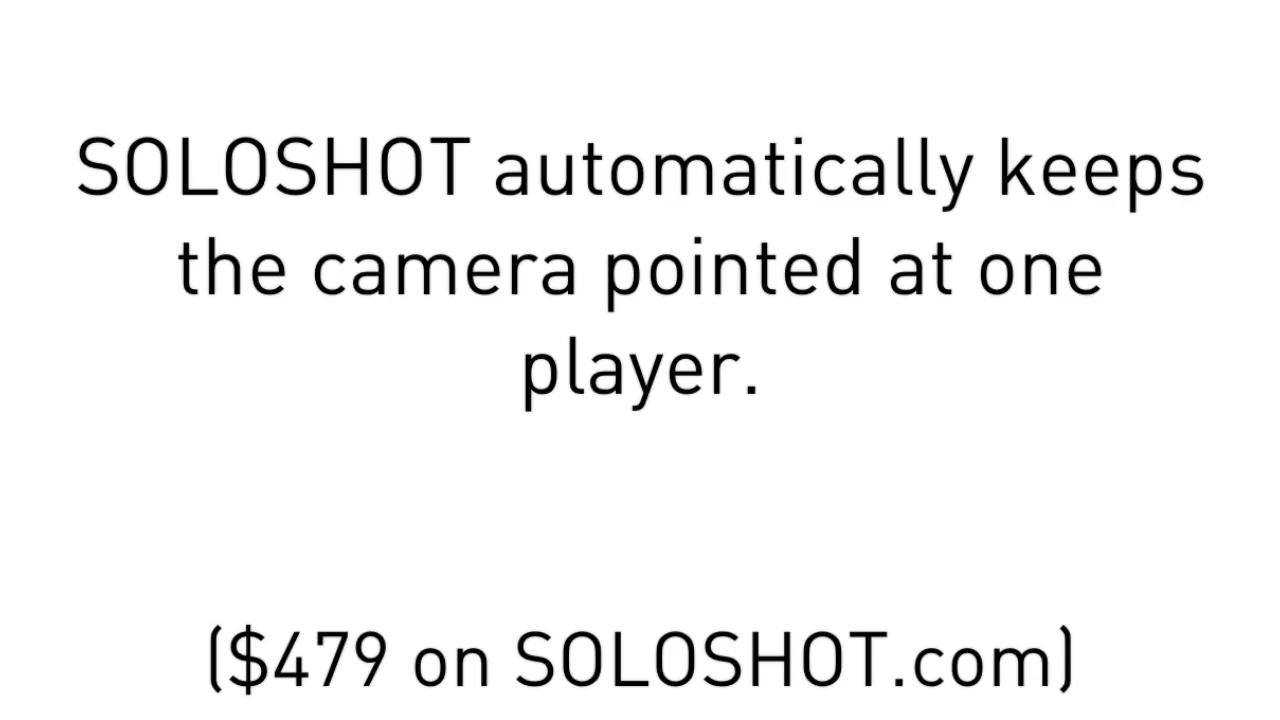 SOLOSHOT automatically keeps
the camera pointed at one
player.
($479 on SOLOSHOT.com)